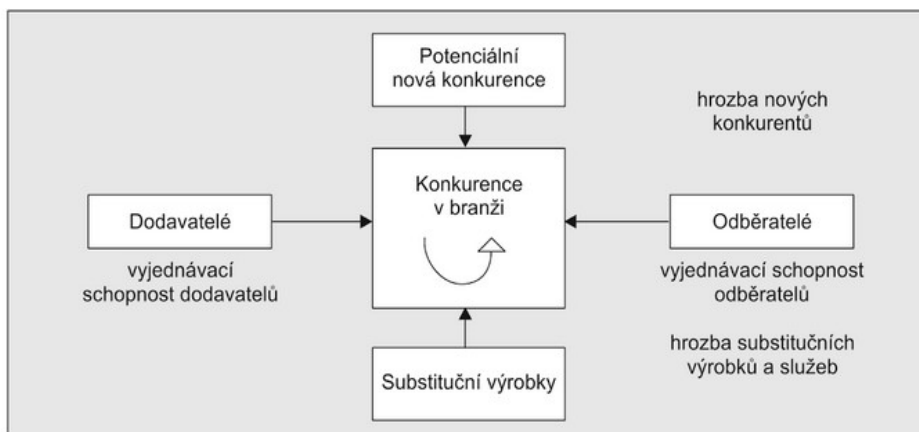 Potenciální
nová konkurence
hrozba nových
konkurentů
Konkurence
v branži
Dodavatelé
Odběratelé
vyjednávací
schopnost dodavatelů
vyjednávací schopnost
odběratelů
hrozba substitučních
výrobků a služeb
Substituční výrobky